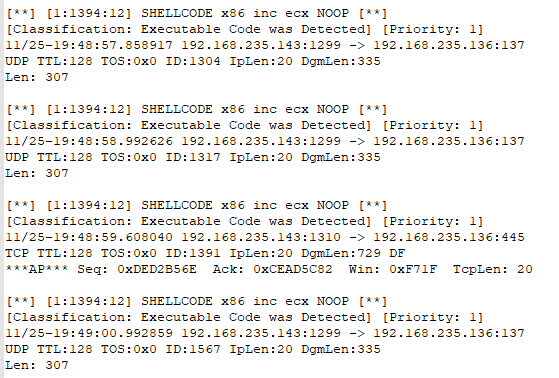 [**] [1:1394:12] SHELLCODE x86 inc ecx NOOP [**]
[Classification: Executable Code was Detected] [Priority: 1]
11/25-19:48:57.858917 192.168.235.143:1299 -> 192.168.235.136:137
UDP TTL:128 TOS:0x0 ID:1304 IpLen:20 DgmLen:335
Len: 307

[**] [1:1394:12] SHELLCODE x86 inc ecx NOOP [**]
[Classification: Executable Code was Detected] [Priority: 1]
11/25-19:48:58.992626 192.168.235.143:1299 -> 192.168.235.136:137
UDP TTL:128 TOS:0x0 ID:1317 IpLen:20 DgmLen:335
Len: 307

[**] [1:1394:12] SHELLCODE x86 inc ecx NOOP [**]
[Classification: Executable Code was Detected] [Priority: 1]
11/25-19:48:59.608040 192.168.235.143:1310 -> 192.168.235.136:445
TCP TTL:128 TOS:0x0 ID:1391 IpLen:20 DgmLen:729 DF
***AP*** Seq: 0xDED2B56E  Ack: 0xCEAD5C82  Win: 0xF71F  TcpLen: 20

[**] [1:1394:12] SHELLCODE x86 inc ecx NOOP [**]
[Classification: Executable Code was Detected] [Priority: 1]
11/25-19:49:00.992859 192.168.235.143:1299 -> 192.168.235.136:137
UDP TTL:128 TOS:0x0 ID:1567 IpLen:20 DgmLen:335
Len: 307